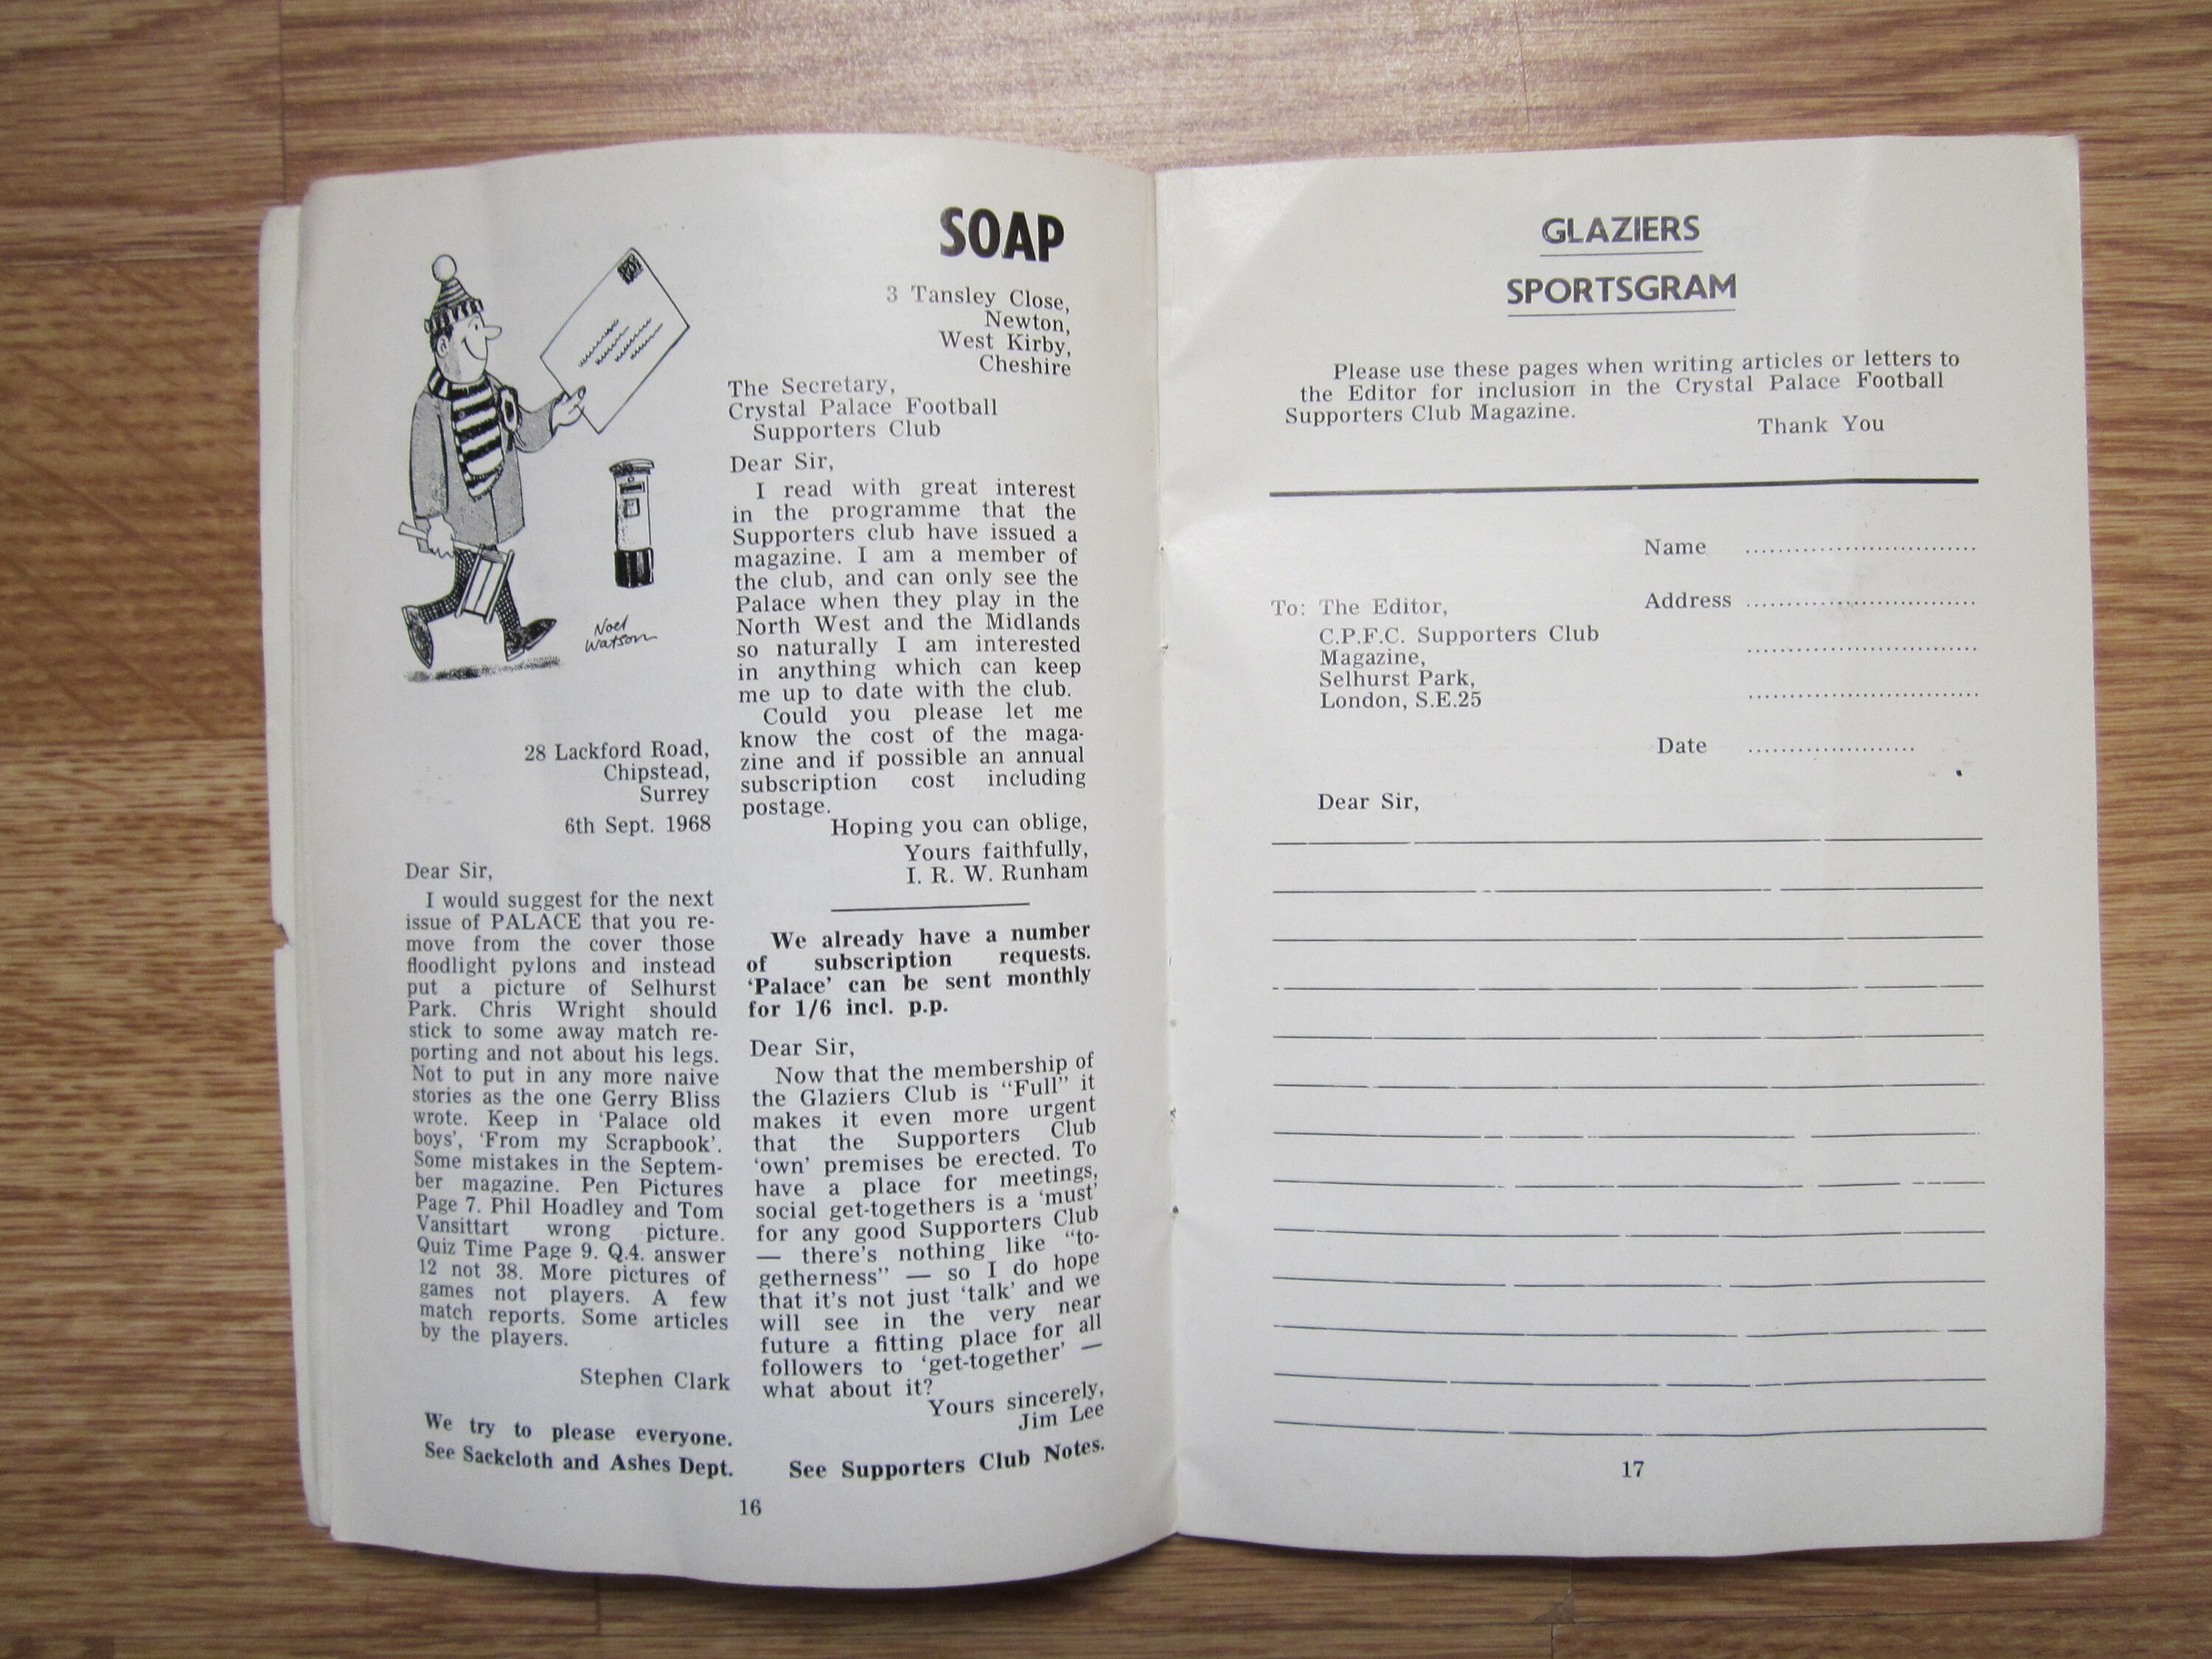 SOAP
Noel
Watson
28 Lackford Road,
Chipstead,
Surrey
6th Sept. 1968
Dear Sir,
I would suggest for the next
issue of PALACE that you re-
move from the cover those
floodlight pylons and instead
put a picture of Selhurst
Park. Chris Wright should
stick to some away match re-
porting and not about his legs.
Not to put in any more naive
stories as the one Gerry Bliss
wrote. Keep in 'Palace old
boys', 'From my Scrapbook'.
Some mistakes in the Septem-
ber magazine. Pen Pictures
Page 7. Phil Hoadley and Tom
Vansittart wrong picture.
Quiz Time Page 9. Q.4. answer
12 not 38. More pictures of
games not players. A few
match reports. Some articles
by the players.
Stephen Clark
We try to please everyone.
See Sackcloth and Ashes Dept.
3 Tansley Close,
Newton,
West Kirby,
Cheshire
The Secretary,
Crystal Palace Football
Supporters Club
Dear Sir,
I read with great interest
in the programme that the
Supporters club have issued a
magazine. I am a member of
the club, and can only see the
Palace when they play in the
North West and the Midlands
so naturally I am interested
in anything which can keep
me up to date with the club.
Could you please let me
know the cost of the maga-
zine and if possible an annual
subscription cost including
postage.
Hoping you can oblige,
Yours faithfully,
I. R. W. Runham
We already have a number
of subscription requests.
'Palace' can be sent monthly
for 1/6 incl. p.p.
Dear Sir,
Now that the membership of
the Glaziers Club is "Full" it
makes it even more urgent
that the Supporters Club
'own' premises be erected. To
have a place for meetings,
social get-togethers is a 'must'
for any good Supporters Club
— there's nothing like "to-
getherness" — so I do hope
that it's not just 'talk' and we
will see in the very near
future a fitting place for all
followers to 'get-together' —
what about it?
Yours sincerely,
Jim Lee
See Supporters Club Notes.
16
GLAZIERS
SPORTSGRAM
Please use these pages when writing articles or letters to
the Editor for inclusion in the Crystal Palace Football
Supporters Club Magazine.
Thank You
Name ............................
To: The Editor,
C.P.F.C. Supporters Club
Magazine,
Selhurst Park,
London, S.E.25
Address ............................
............................
............................
Date ....................
Dear Sir,
17